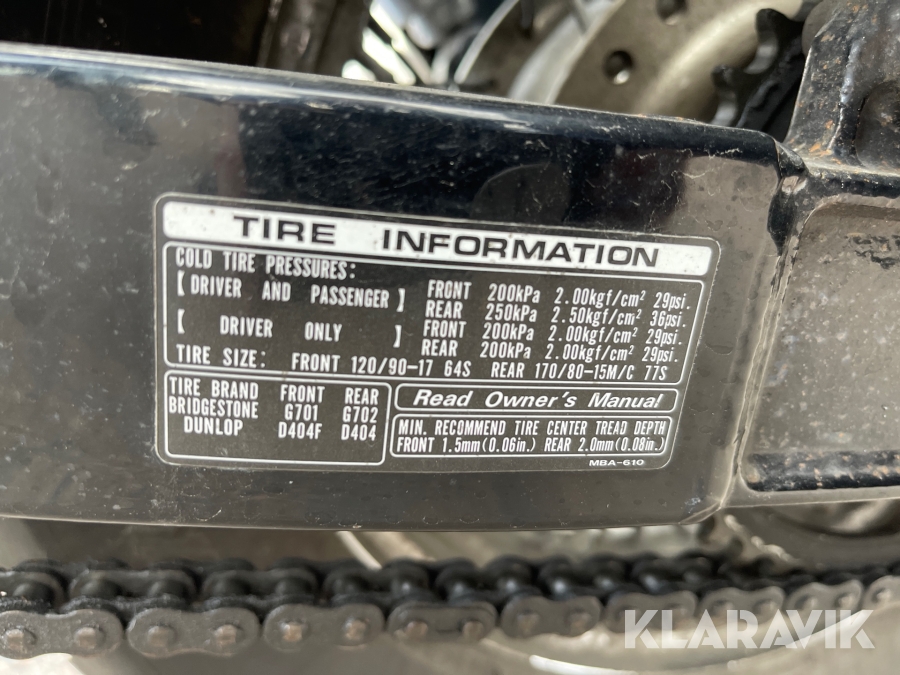 TIRE INFORMATION
COLD TIRE PRESSURES:
[DRIVER AND PASSENGER] FRONT 200kPa 2.00kgf/cm² 29psi.
REAR 250kPa 2.50kgf/cm² 36psi.
[ DRIVER ONLY ] FRONT 200kPa 2.00kgf/cm² 29psi.
REAR 200kPa 2.00kgf/cm² 29psi.
TIRE SIZE: FRONT 120/90-17 64S REAR 170/80-15M/C 77S
TIRE BRAND FRONT REAR
BRIDGESTONE G701 G702
DUNLOP D404F D404
Read Owner's Manual
MIN. RECOMMEND TIRE CENTER TREAD DEPTH
FRONT 1.5mm(0.06in.) REAR 2.0mm(0.08in.)
MBA-610
KLARAVIK
KLARAVIK